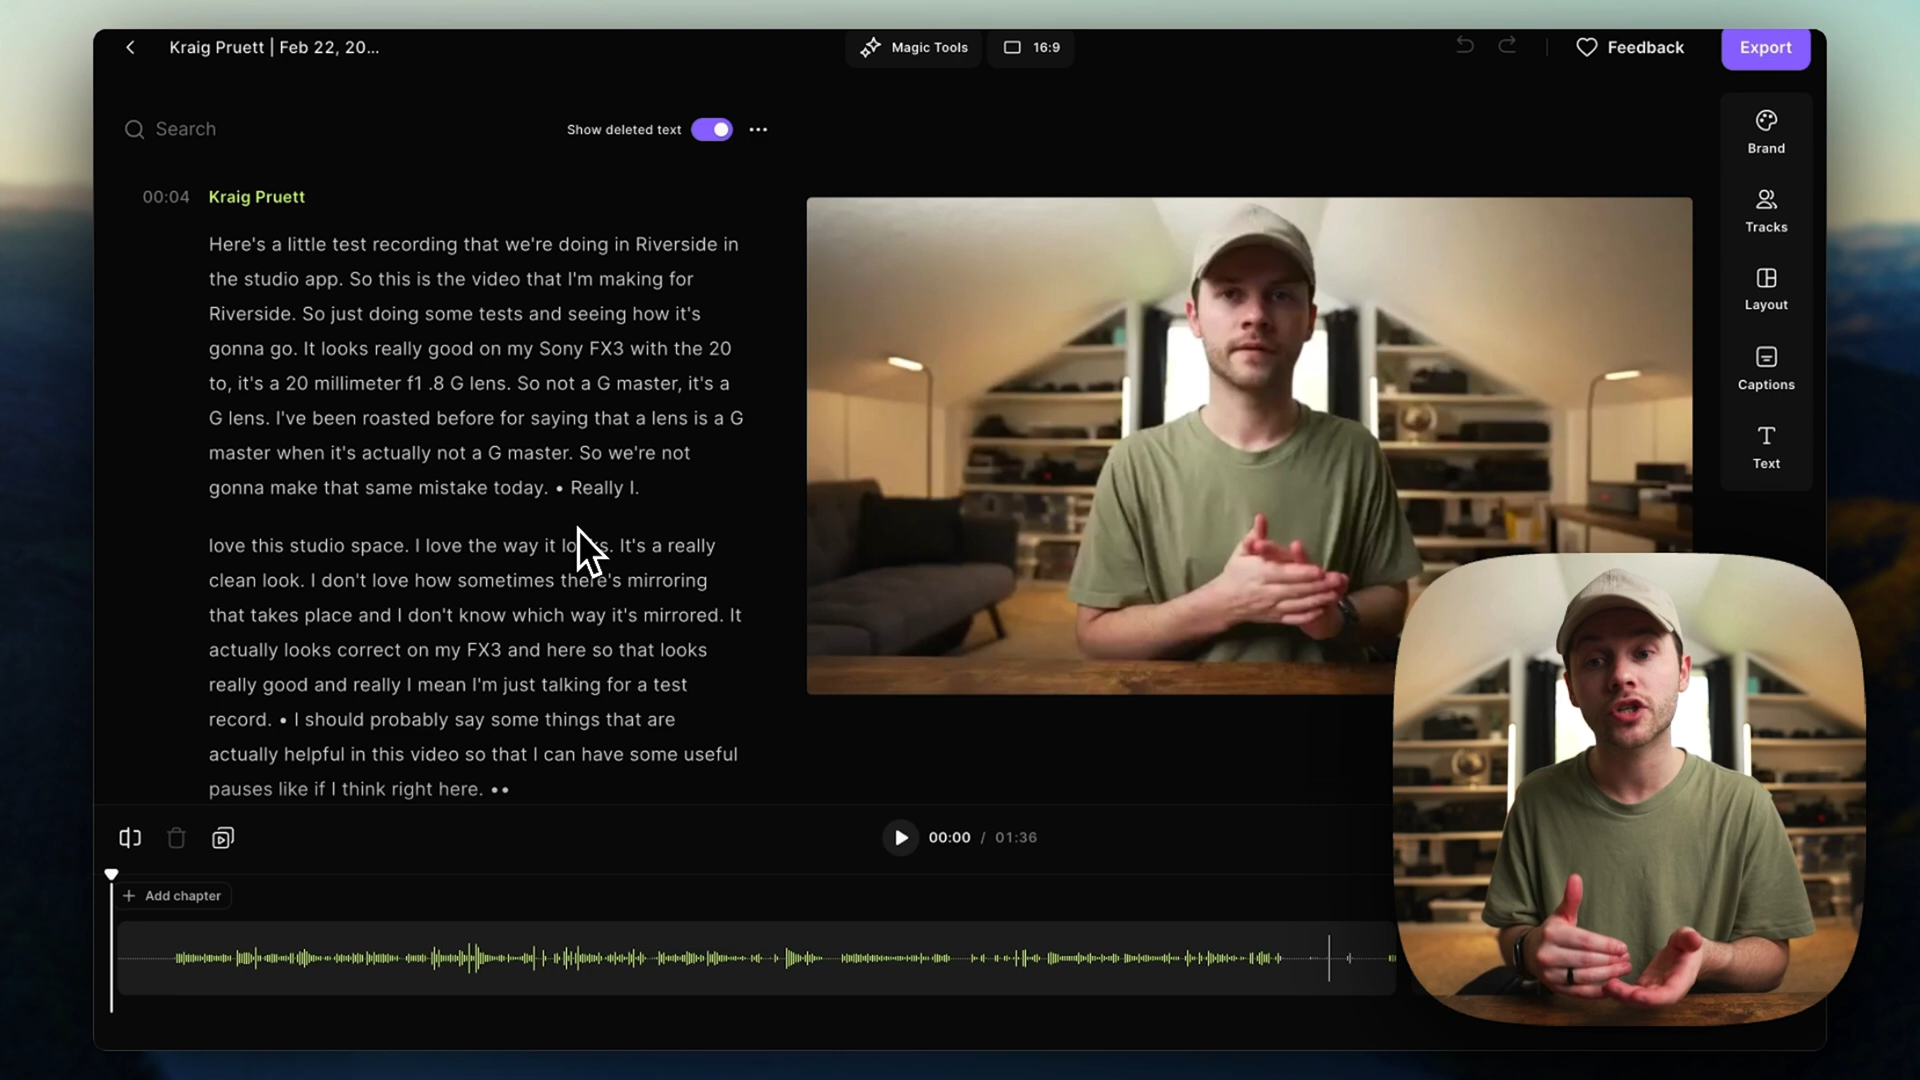 Kraig Pruett | Feb 22, 20...
Magic Tools
16:9
Feedback
Export
Search
Show deleted text
Brand
Tracks
Layout
Captions
Text
00:04 Kraig Pruett
Here's a little test recording that we're doing in Riverside in
the studio app. So this is the video that I'm making for
Riverside. So just doing some tests and seeing how it's
gonna go. It looks really good on my Sony FX3 with the 20
to, it's a 20 millimeter f1 .8 G lens. So not a G master, it's a
G lens. I've been roasted before for saying that a lens is a G
master when it's actually not a G master. So we're not
gonna make that same mistake today. • Really I.
love this studio space. I love the way it looks. It's a really
clean look. I don't love how sometimes there's mirroring
that takes place and I don't know which way it's mirrored. It
actually looks correct on my FX3 and here so that looks
really good and really I mean I'm just talking for a test
record. • I should probably say some things that are
actually helpful in this video so that I can have some useful
pauses like if I think right here. ••
00:00 / 01:36
+ Add chapter